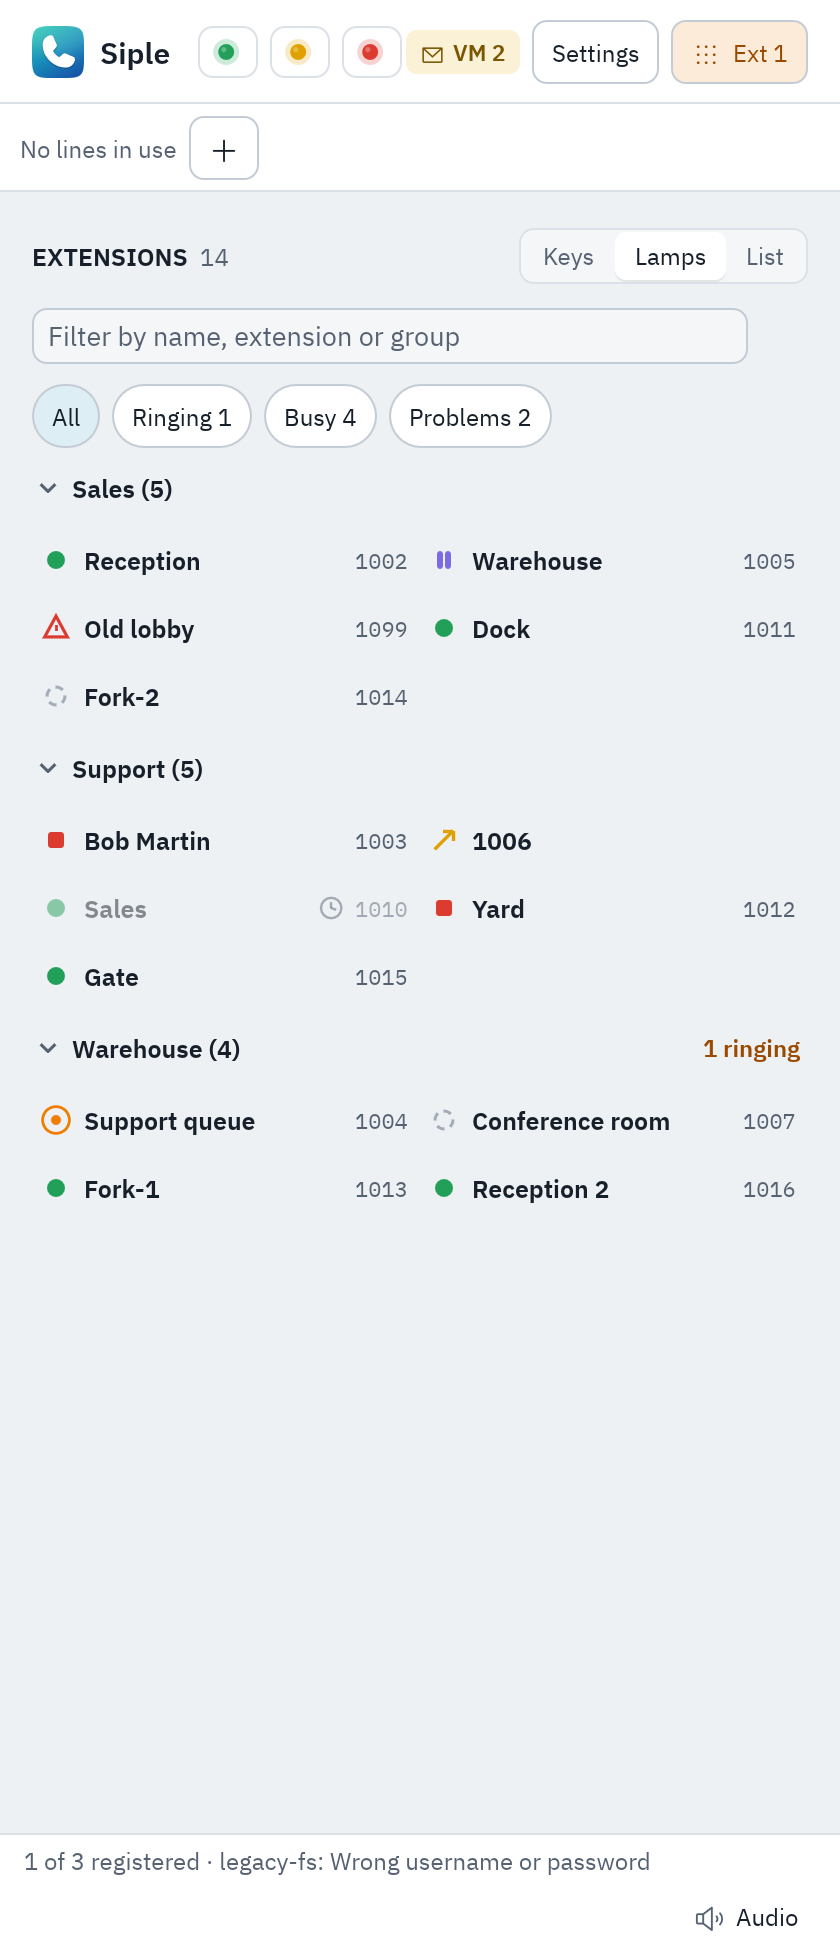 Siple VM 2 Settings Ext 1
No lines in use
EXTENSIONS 14 Keys Lamps List
Filter by name, extension or group
All Ringing 1 Busy 4 Problems 2
Sales (5)
Reception 1002 Warehouse 1005
Old lobby 1099 Dock 1011
Fork-2 1014
Support (5)
Bob Martin 1003 1006
Sales 1010 Yard 1012
Gate 1015
Warehouse (4) 1 ringing
Support queue 1004 Conference room 1007
Fork-1 1013 Reception 2 1016
1 of 3 registered · legacy-fs: Wrong username or password
Audio